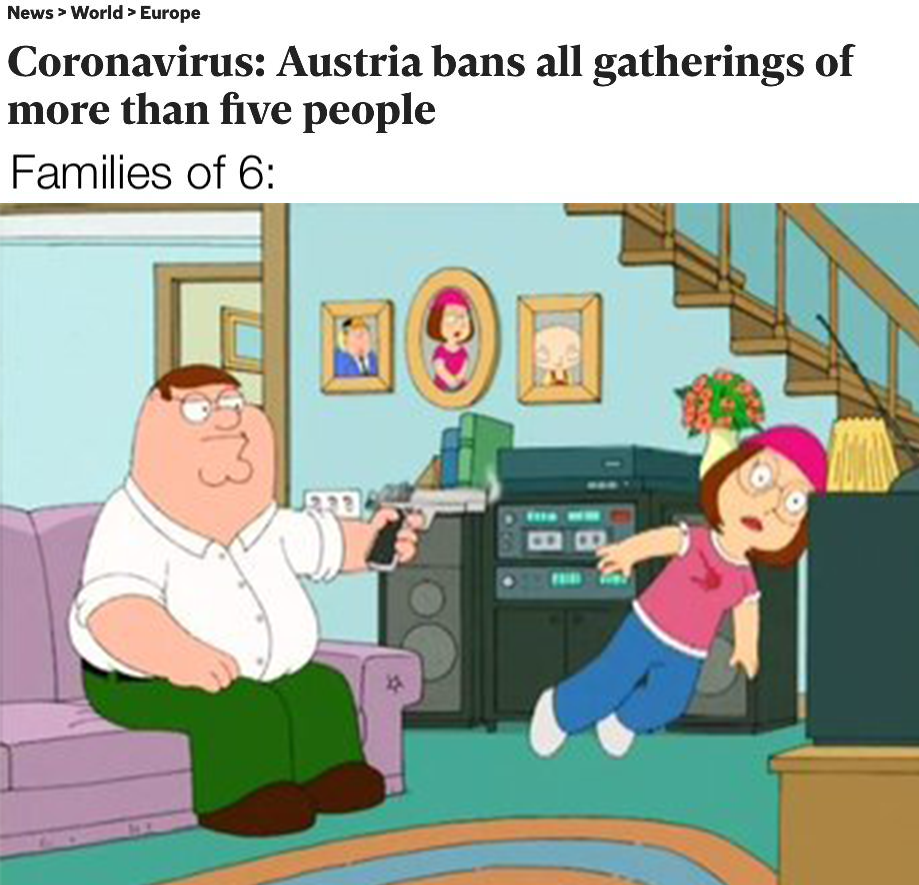 News > World > Europe
Coronavirus: Austria bans all gatherings of
more than five people
Families of 6: